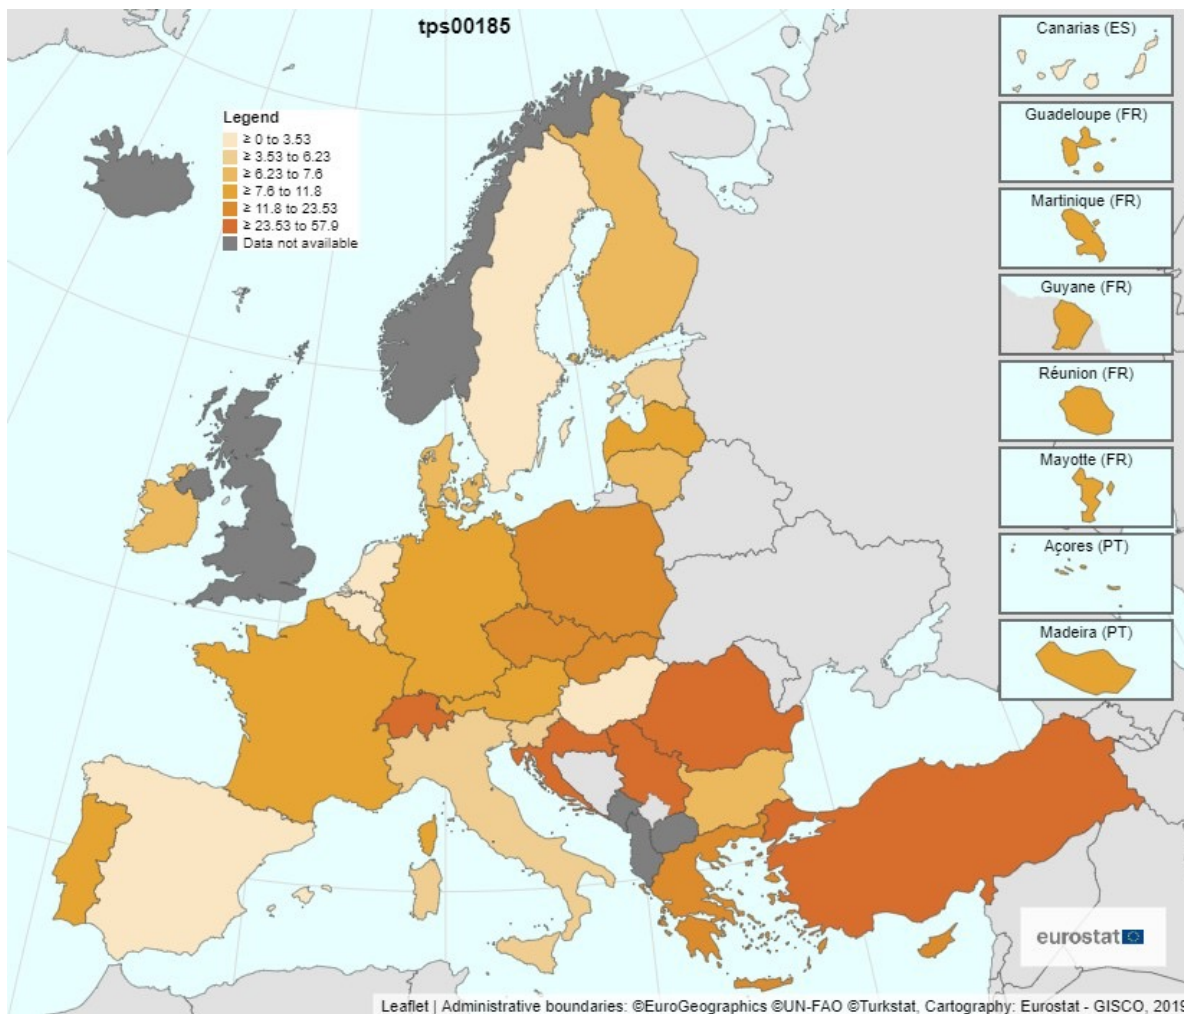 tps00185
Legend
≥ 0 to 3.53
≥ 3.53 to 6.23
≥ 6.23 to 7.6
≥ 7.6 to 11.8
≥ 11.8 to 23.53
≥ 23.53 to 57.9
Data not available
Canarias (ES)
Guadeloupe (FR)
Martinique (FR)
Guyane (FR)
Réunion (FR)
Mayotte (FR)
Açores (PT)
Madeira (PT)
eurostat
Leaflet | Administrative boundaries: ©EuroGeographics ©UN-FAO ©Turkstat, Cartography: Eurostat - GISCO, 2019